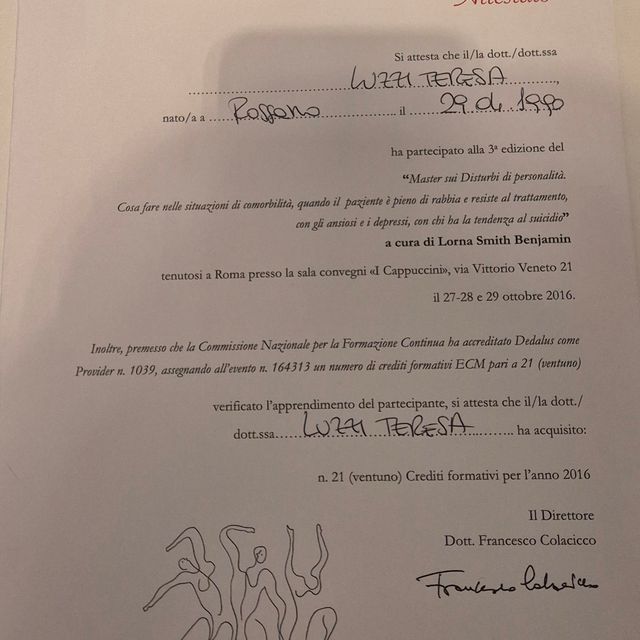 Attestato
Si attesta che il/la dott./dott.ssa
LUZZI TERESA
nato/a a Rossano il 29 01 1990
ha partecipato alla 3ª edizione del
“Master sui Disturbi di personalità.
Cosa fare nelle situazioni di comorbilità, quando il paziente è pieno di rabbia e resiste al trattamento,
con gli ansiosi e i depressi, con chi ha la tendenza al suicidio”
a cura di Lorna Smith Benjamin
tenutosi a Roma presso la sala convegni «I Cappuccini», via Vittorio Veneto 21
il 27-28 e 29 ottobre 2016.
Inoltre, premesso che la Commissione Nazionale per la Formazione Continua ha accreditato Dedalus come
Provider n. 1039, assegnando all'evento n. 164313 un numero di crediti formativi ECM pari a 21 (ventuno)
verificato l'apprendimento del partecipante, si attesta che il/la dott./
dott.ssa LUZZI TERESA ha acquisito:
n. 21 (ventuno) Crediti formativi per l'anno 2016
Il Direttore
Dott. Francesco Colacicco
Francesco Colacicco